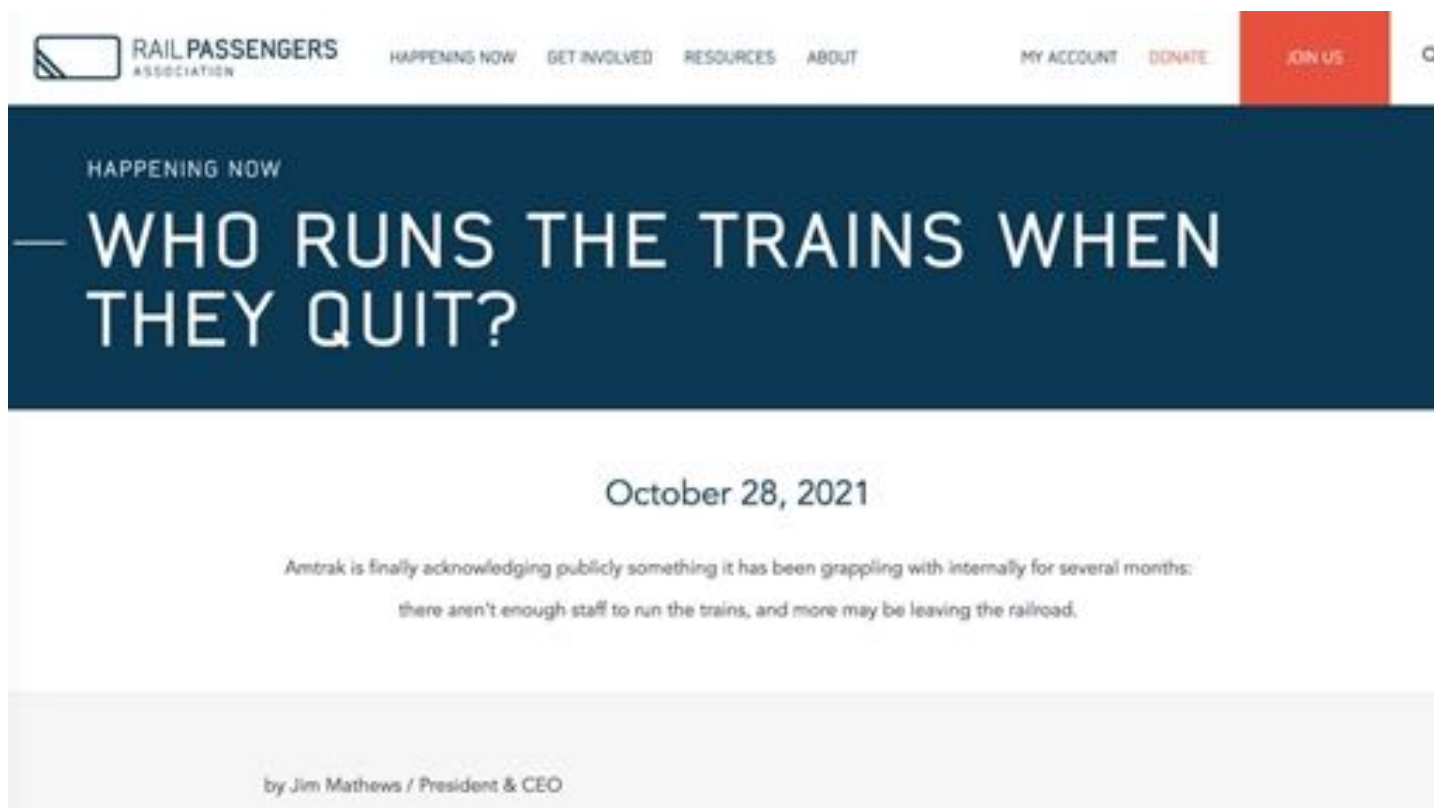 RAIL PASSENGERS
ASSOCIATION
HAPPENING NOW GET INVOLVED RESOURCES ABOUT MY ACCOUNT DONATE JOIN US
HAPPENING NOW
WHO RUNS THE TRAINS WHEN
THEY QUIT?
October 28, 2021
Amtrak is finally acknowledging publicly something it has been grappling with internally for several months:
there aren't enough staff to run the trains, and more may be leaving the railroad.
by Jim Mathews / President & CEO